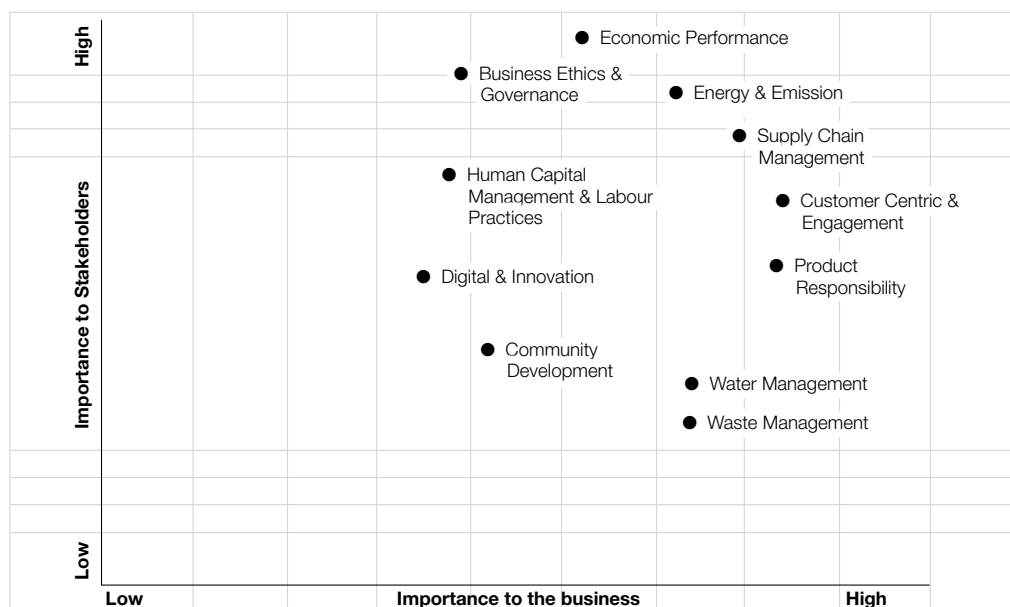 High
Importance to Stakeholders
Low
Economic Performance
Business Ethics &
Governance
Energy & Emission
Supply Chain
Management
Human Capital
Management & Labour
Practices
Customer Centric &
Engagement
Product
Responsibility
Digital & Innovation
Community
Development
Water Management
Waste Management
Low
Importance to the business
High